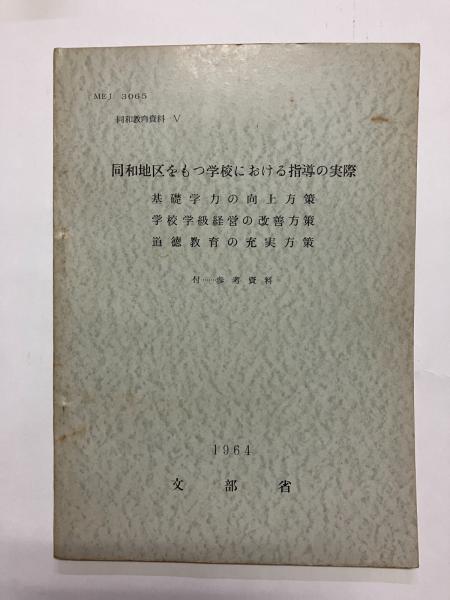 MEJ 3065
同和教育資料 V
同和地区をもつ学校における指導の実際
基礎学力の向上方策
学校学級経営の改善方策
道徳教育の充実方策
付……参考資料
1964
文部省